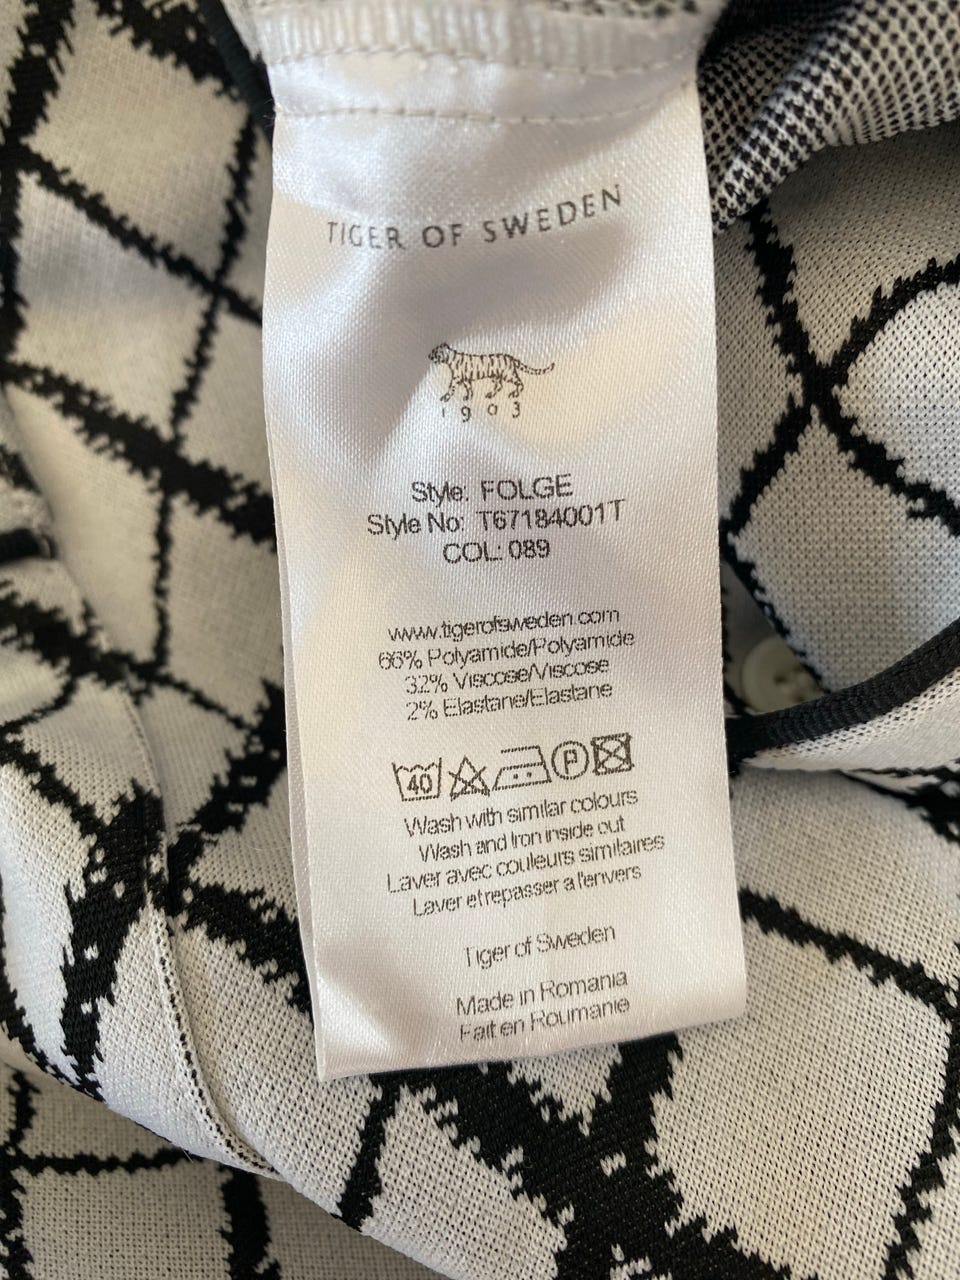 TIGER OF SWEDEN
1903
Style: FOLGE
Style No: T67184001T
COL: 089
www.tigerofsweden.com
66% Polyamide/Polyamide
32% Viscose/Viscose
2% Elastane/Elastane
40 P
Wash with similar colours
Wash and Iron inside out
Laver avec couleurs similaires
Laver et repasser a l'envers
Tiger of Sweden
Made in Romania
Fait en Roumanie